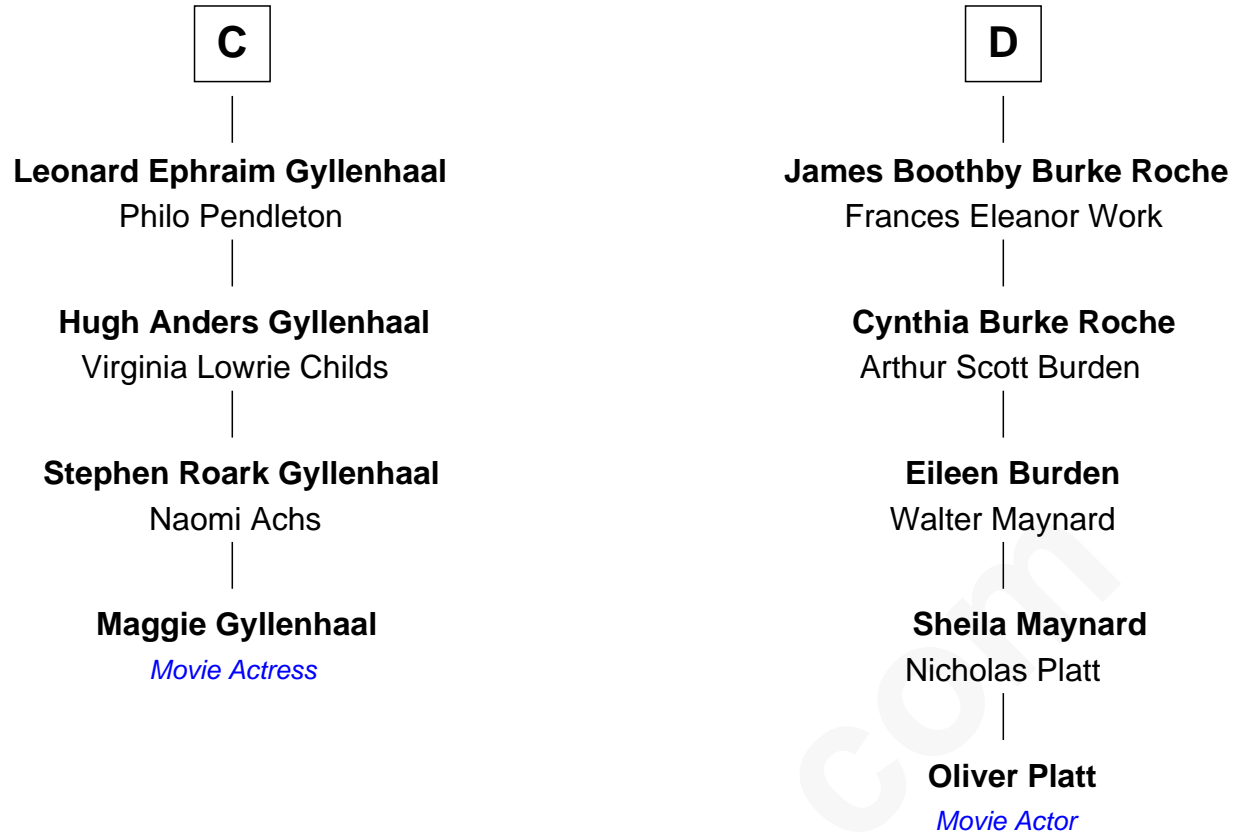 C
Leonard Ephraim Gyllenhaal
Philo Pendleton
Hugh Anders Gyllenhaal
Virginia Lowrie Childs
Stephen Roark Gyllenhaal
Naomi Achs
Maggie Gyllenhaal
Movie Actress
D
James Boothby Burke Roche
Frances Eleanor Work
Cynthia Burke Roche
Arthur Scott Burden
Eileen Burden
Walter Maynard
Sheila Maynard
Nicholas Platt
Oliver Platt
Movie Actor
com